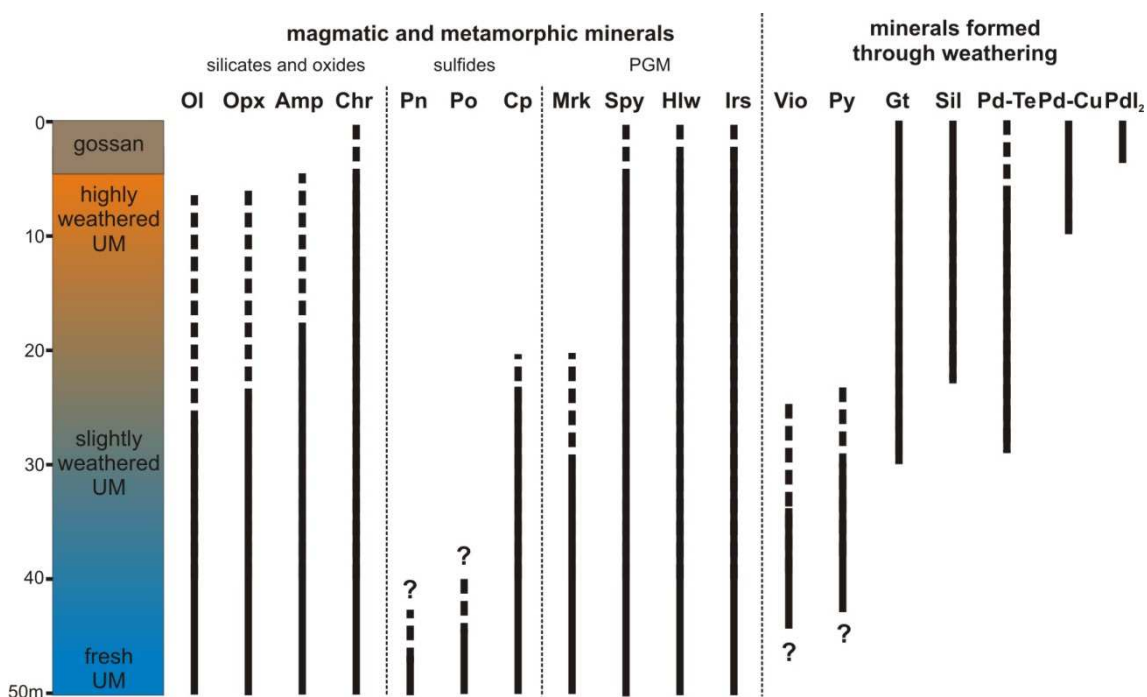 magmatic and metamorphic minerals
minerals formed
through weathering
silicates and oxides
sulfides
PGM
Ol Opx Amp Chr Pn Po Cp Mrk Spy Hlw Irs Vio Py Gt Sil Pd-Te Pd-Cu PdI₂
0
gossan
highly
weathered
UM
10
20
slightly
weathered
UM
30
? ?
40
? ?
fresh
UM
50m